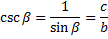 csc β = 1/sin β = c/b